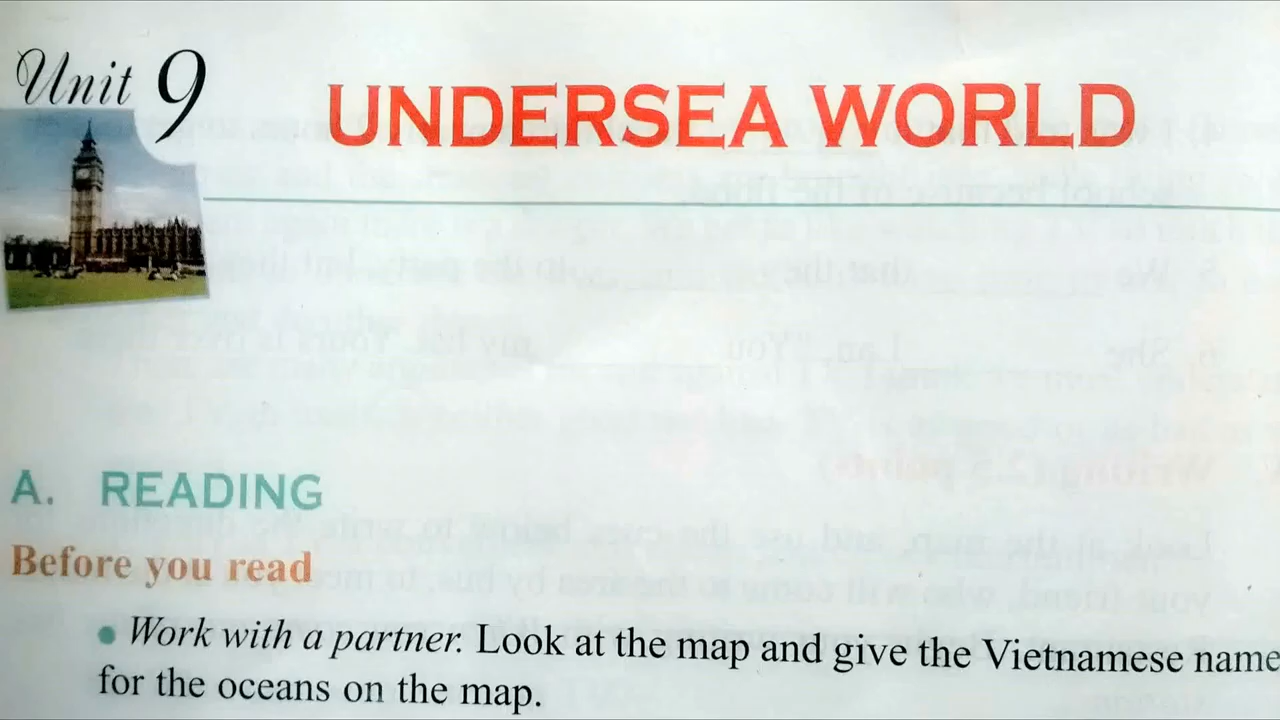 Unit 9
UNDERSEA WORLD
A. READING
Before you read
• Work with a partner. Look at the map and give the Vietnamese name
for the oceans on the map.